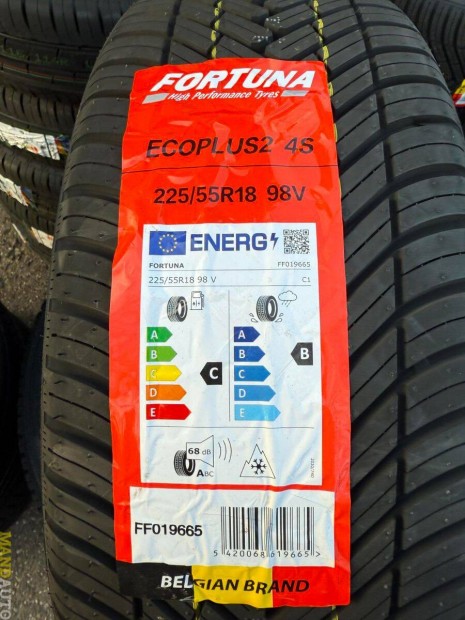 FORTUNA
High Performance Tyres
ECOPLUS2 4S
225/55R18 98V
ENERG
FORTUNA FF019665
225/55R18 98 V C1
A A
B B
C C
D D
E E
C B
68 dB
ABC
FF019665
5 420068 619665 >
BELGIAN BRAND
MANDAUTO